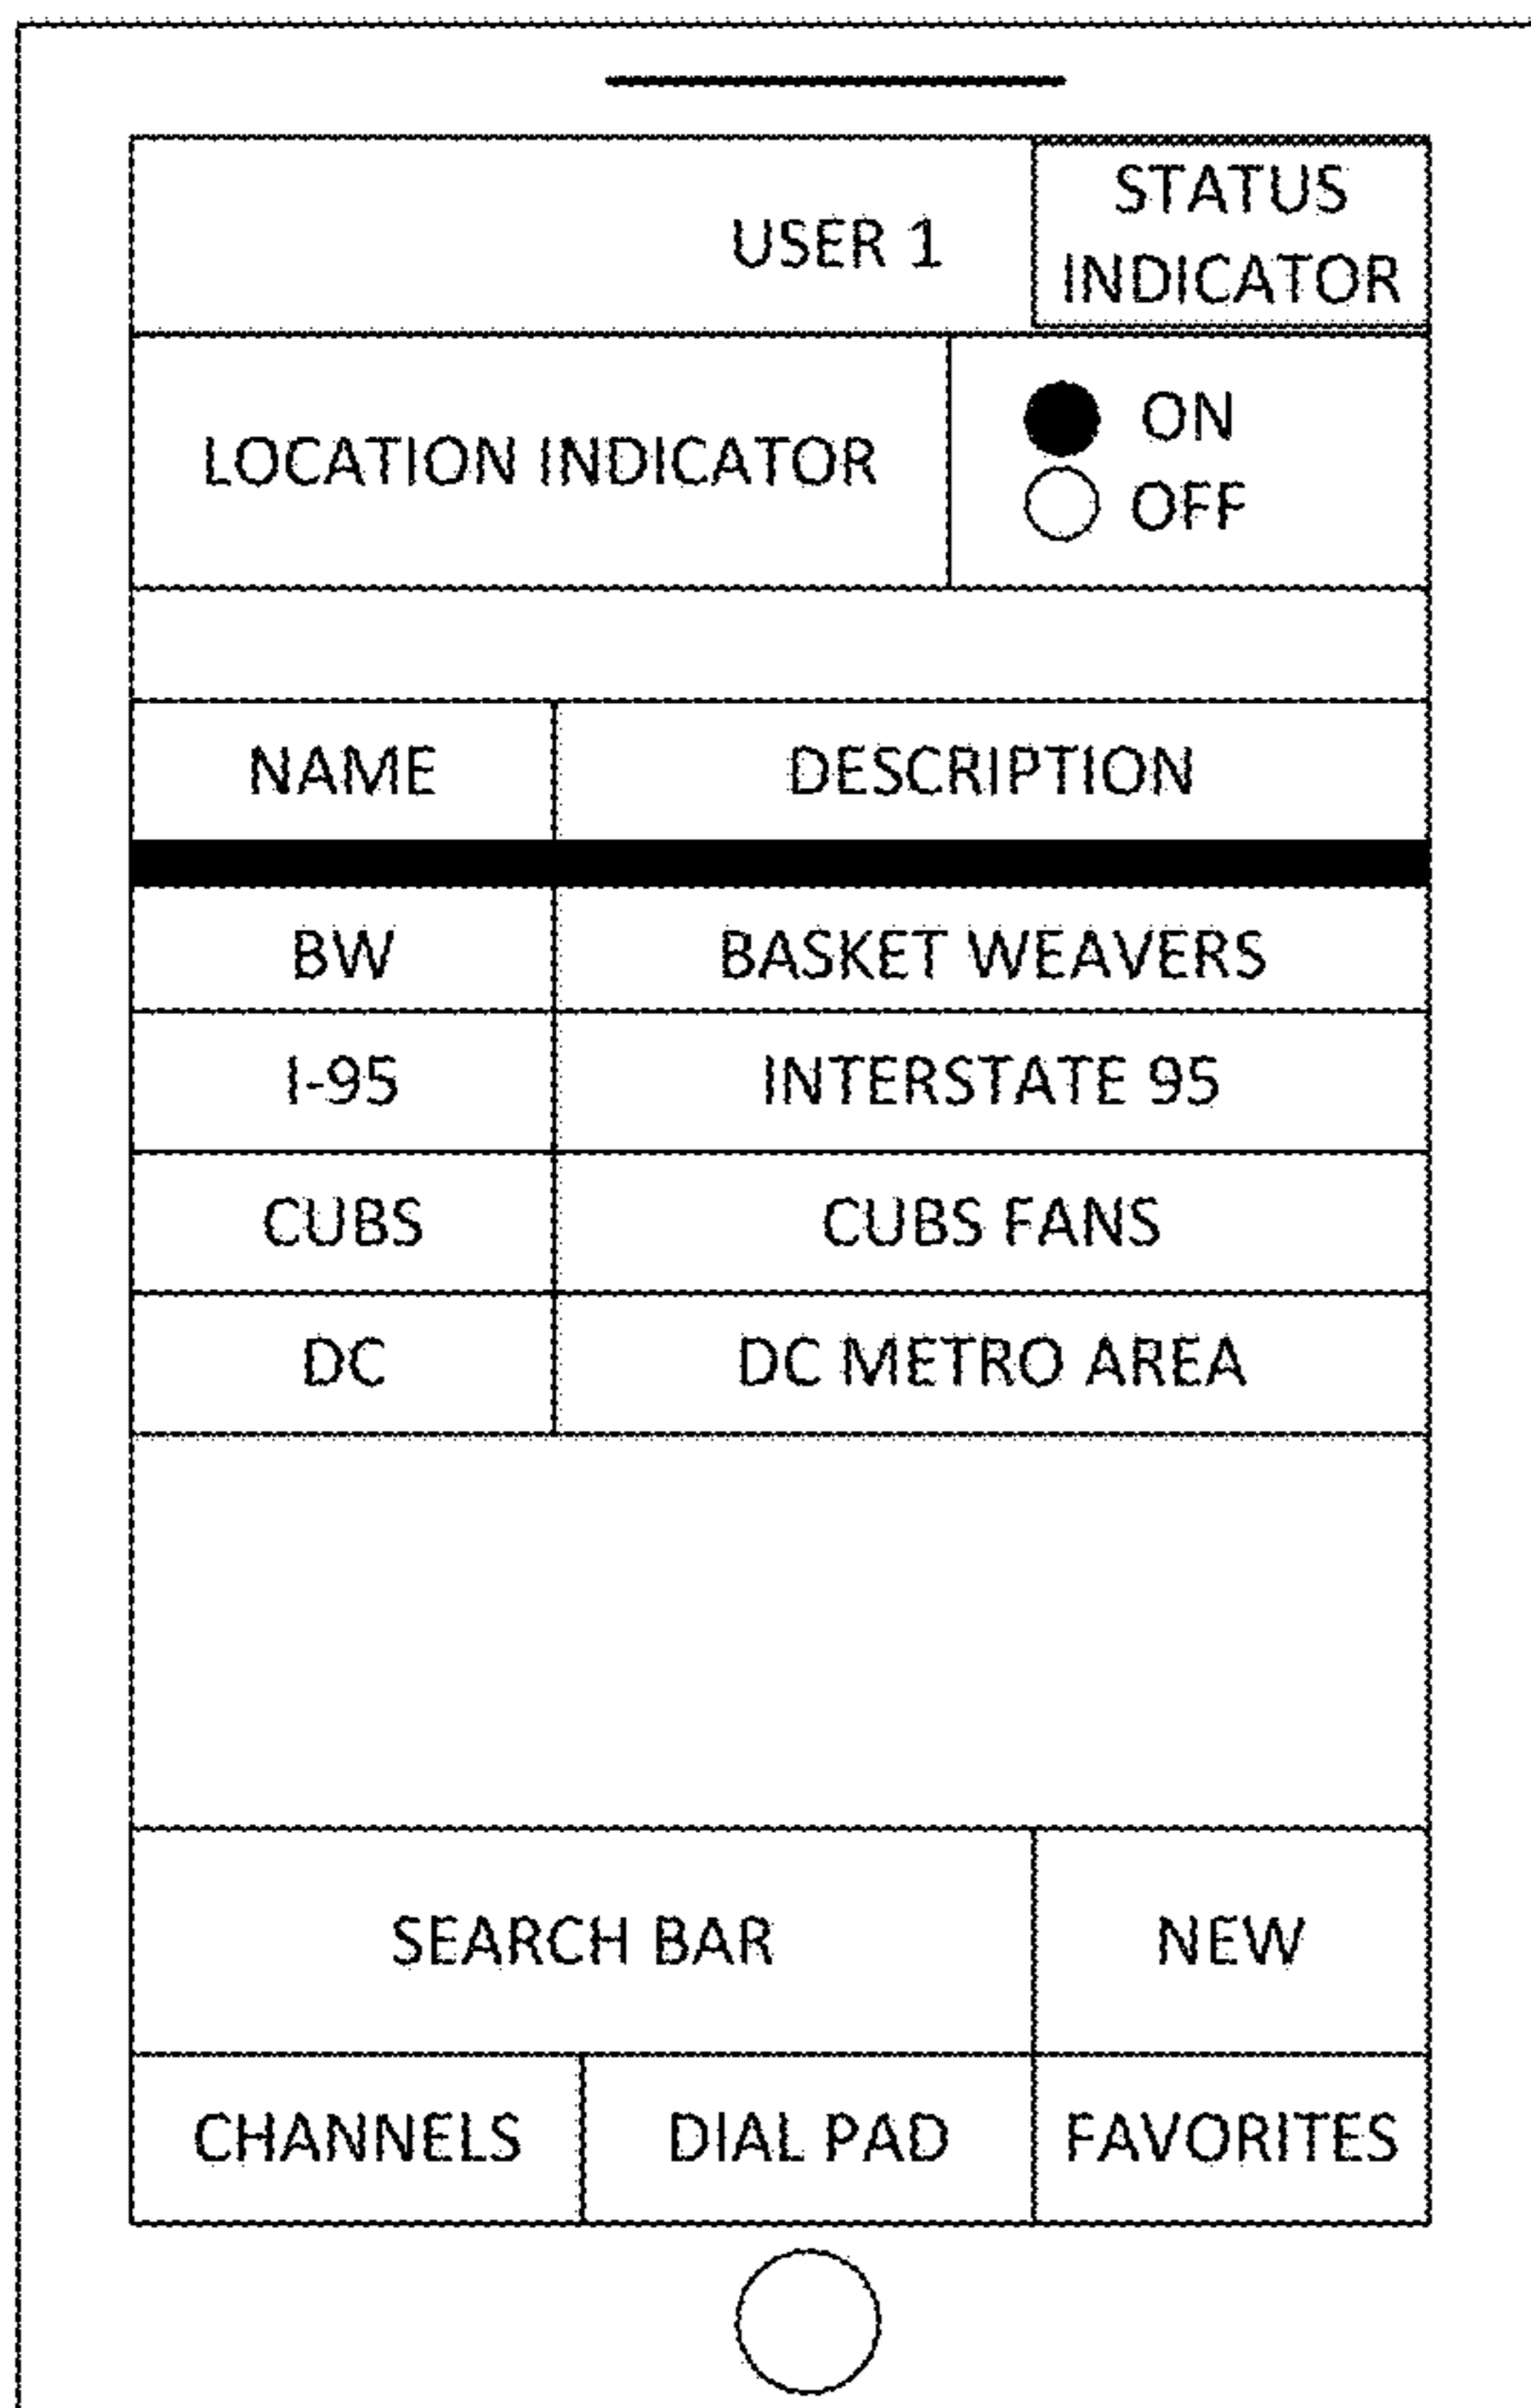 USER 1
STATUS
INDICATOR
LOCATION INDICATOR
ON
OFF
NAME DESCRIPTION
BW BASKET WEAVERS
I-95 INTERSTATE 95
CUBS CUBS FANS
DC DC METRO AREA
SEARCH BAR NEW
CHANNELS DIAL PAD FAVORITES